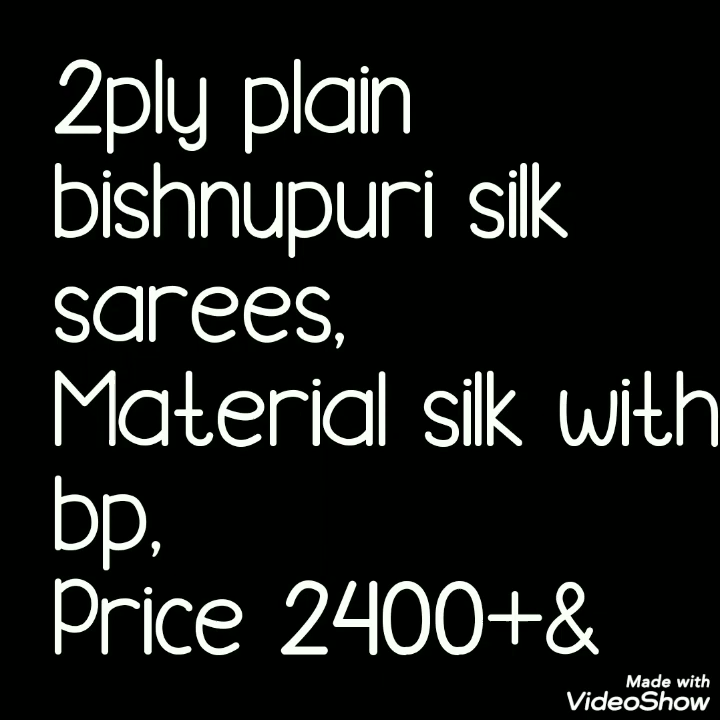 2ply plain
bishnupuri silk
sarees,
Material silk with
bp,
Price 2400+&
Made with
VideoShow